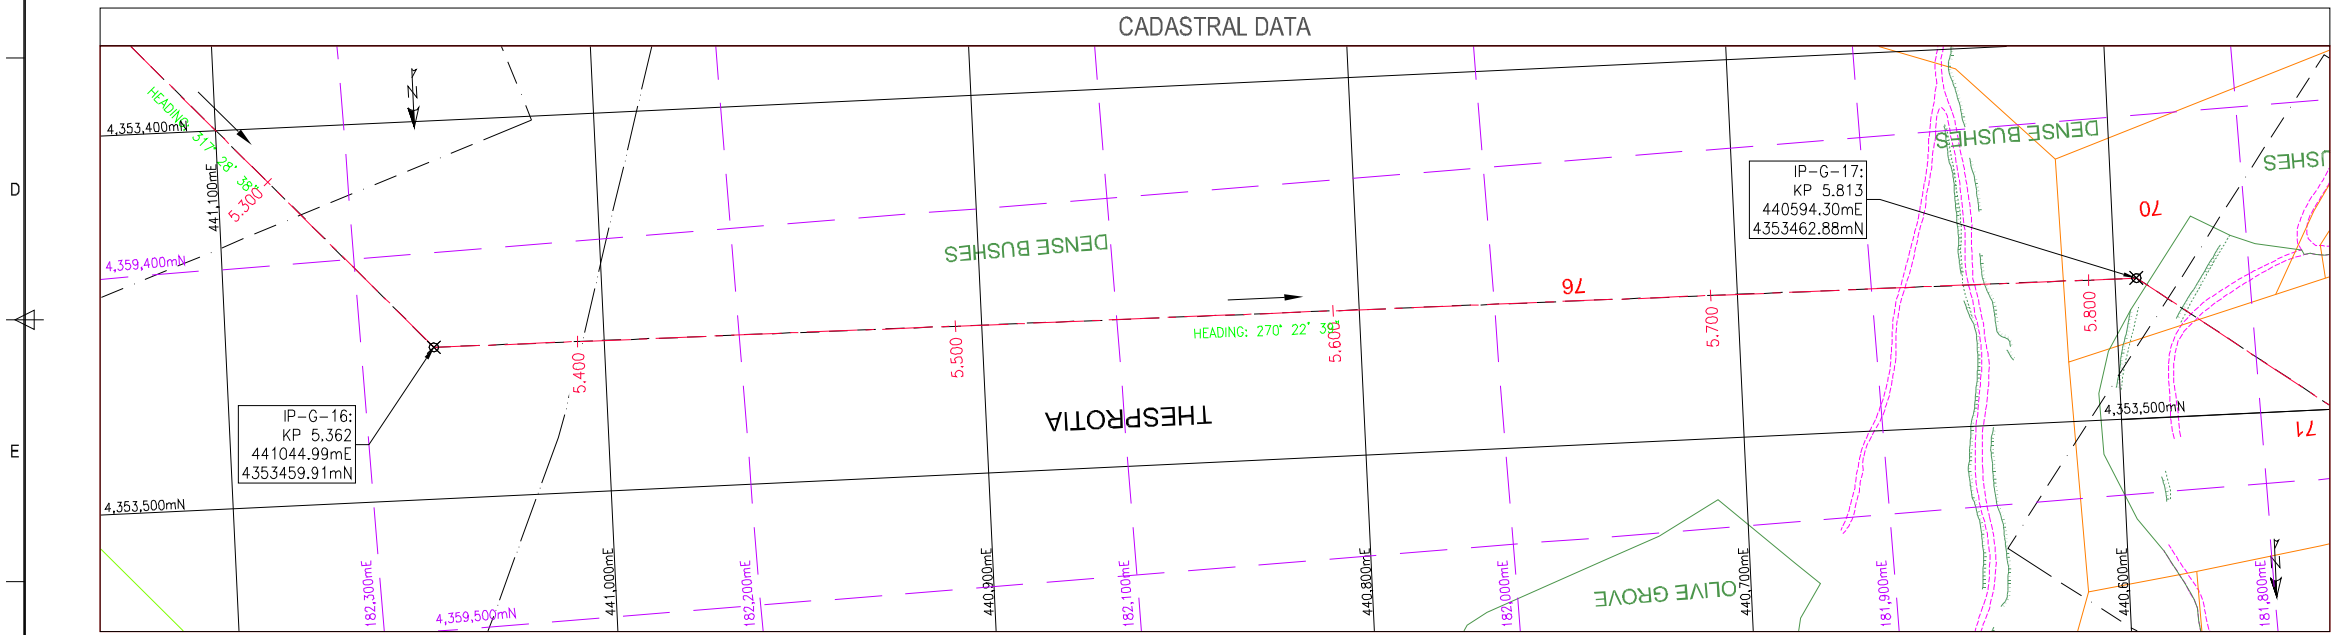 CADASTRAL DATA
D
E
HEADING: 317° 28' 38"
4,353,400mN
441,100mE
5.300
N
4,359,400mN
DENSE BUSHES
IP-G-17:
KP 5.813
440594.30mE
4353462.88mN
DENSE BUSHES
70
76
5.400
5.500
HEADING: 270° 22' 39"
5.600
5.700
5.800
IP-G-16:
KP 5.362
441044.99mE
4353459.91mN
THESPROTIA
4,353,500mN
71
4,353,500mN
182,300mE
4,359,500mN
441,000mE
182,200mE
440,900mE
182,100mE
440,800mE
182,000mE
OLIVE GROVE
440,700mE
181,900mE
440,600mE
181,800mE
N